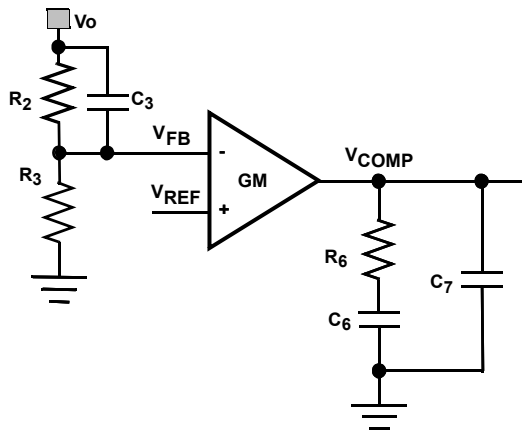 Vo
R2
C3
VFB
VCOMP
R3
-
GM
VREF
+
R6
C7
C6